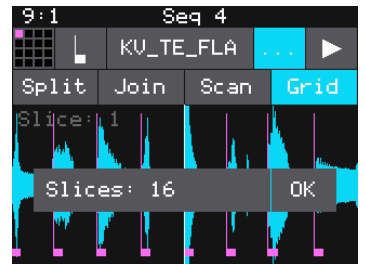 9:1 Seq 4
KV_TE_FLA ...
Split Join Scan Grid
Slice: 1
Slices: 16 OK